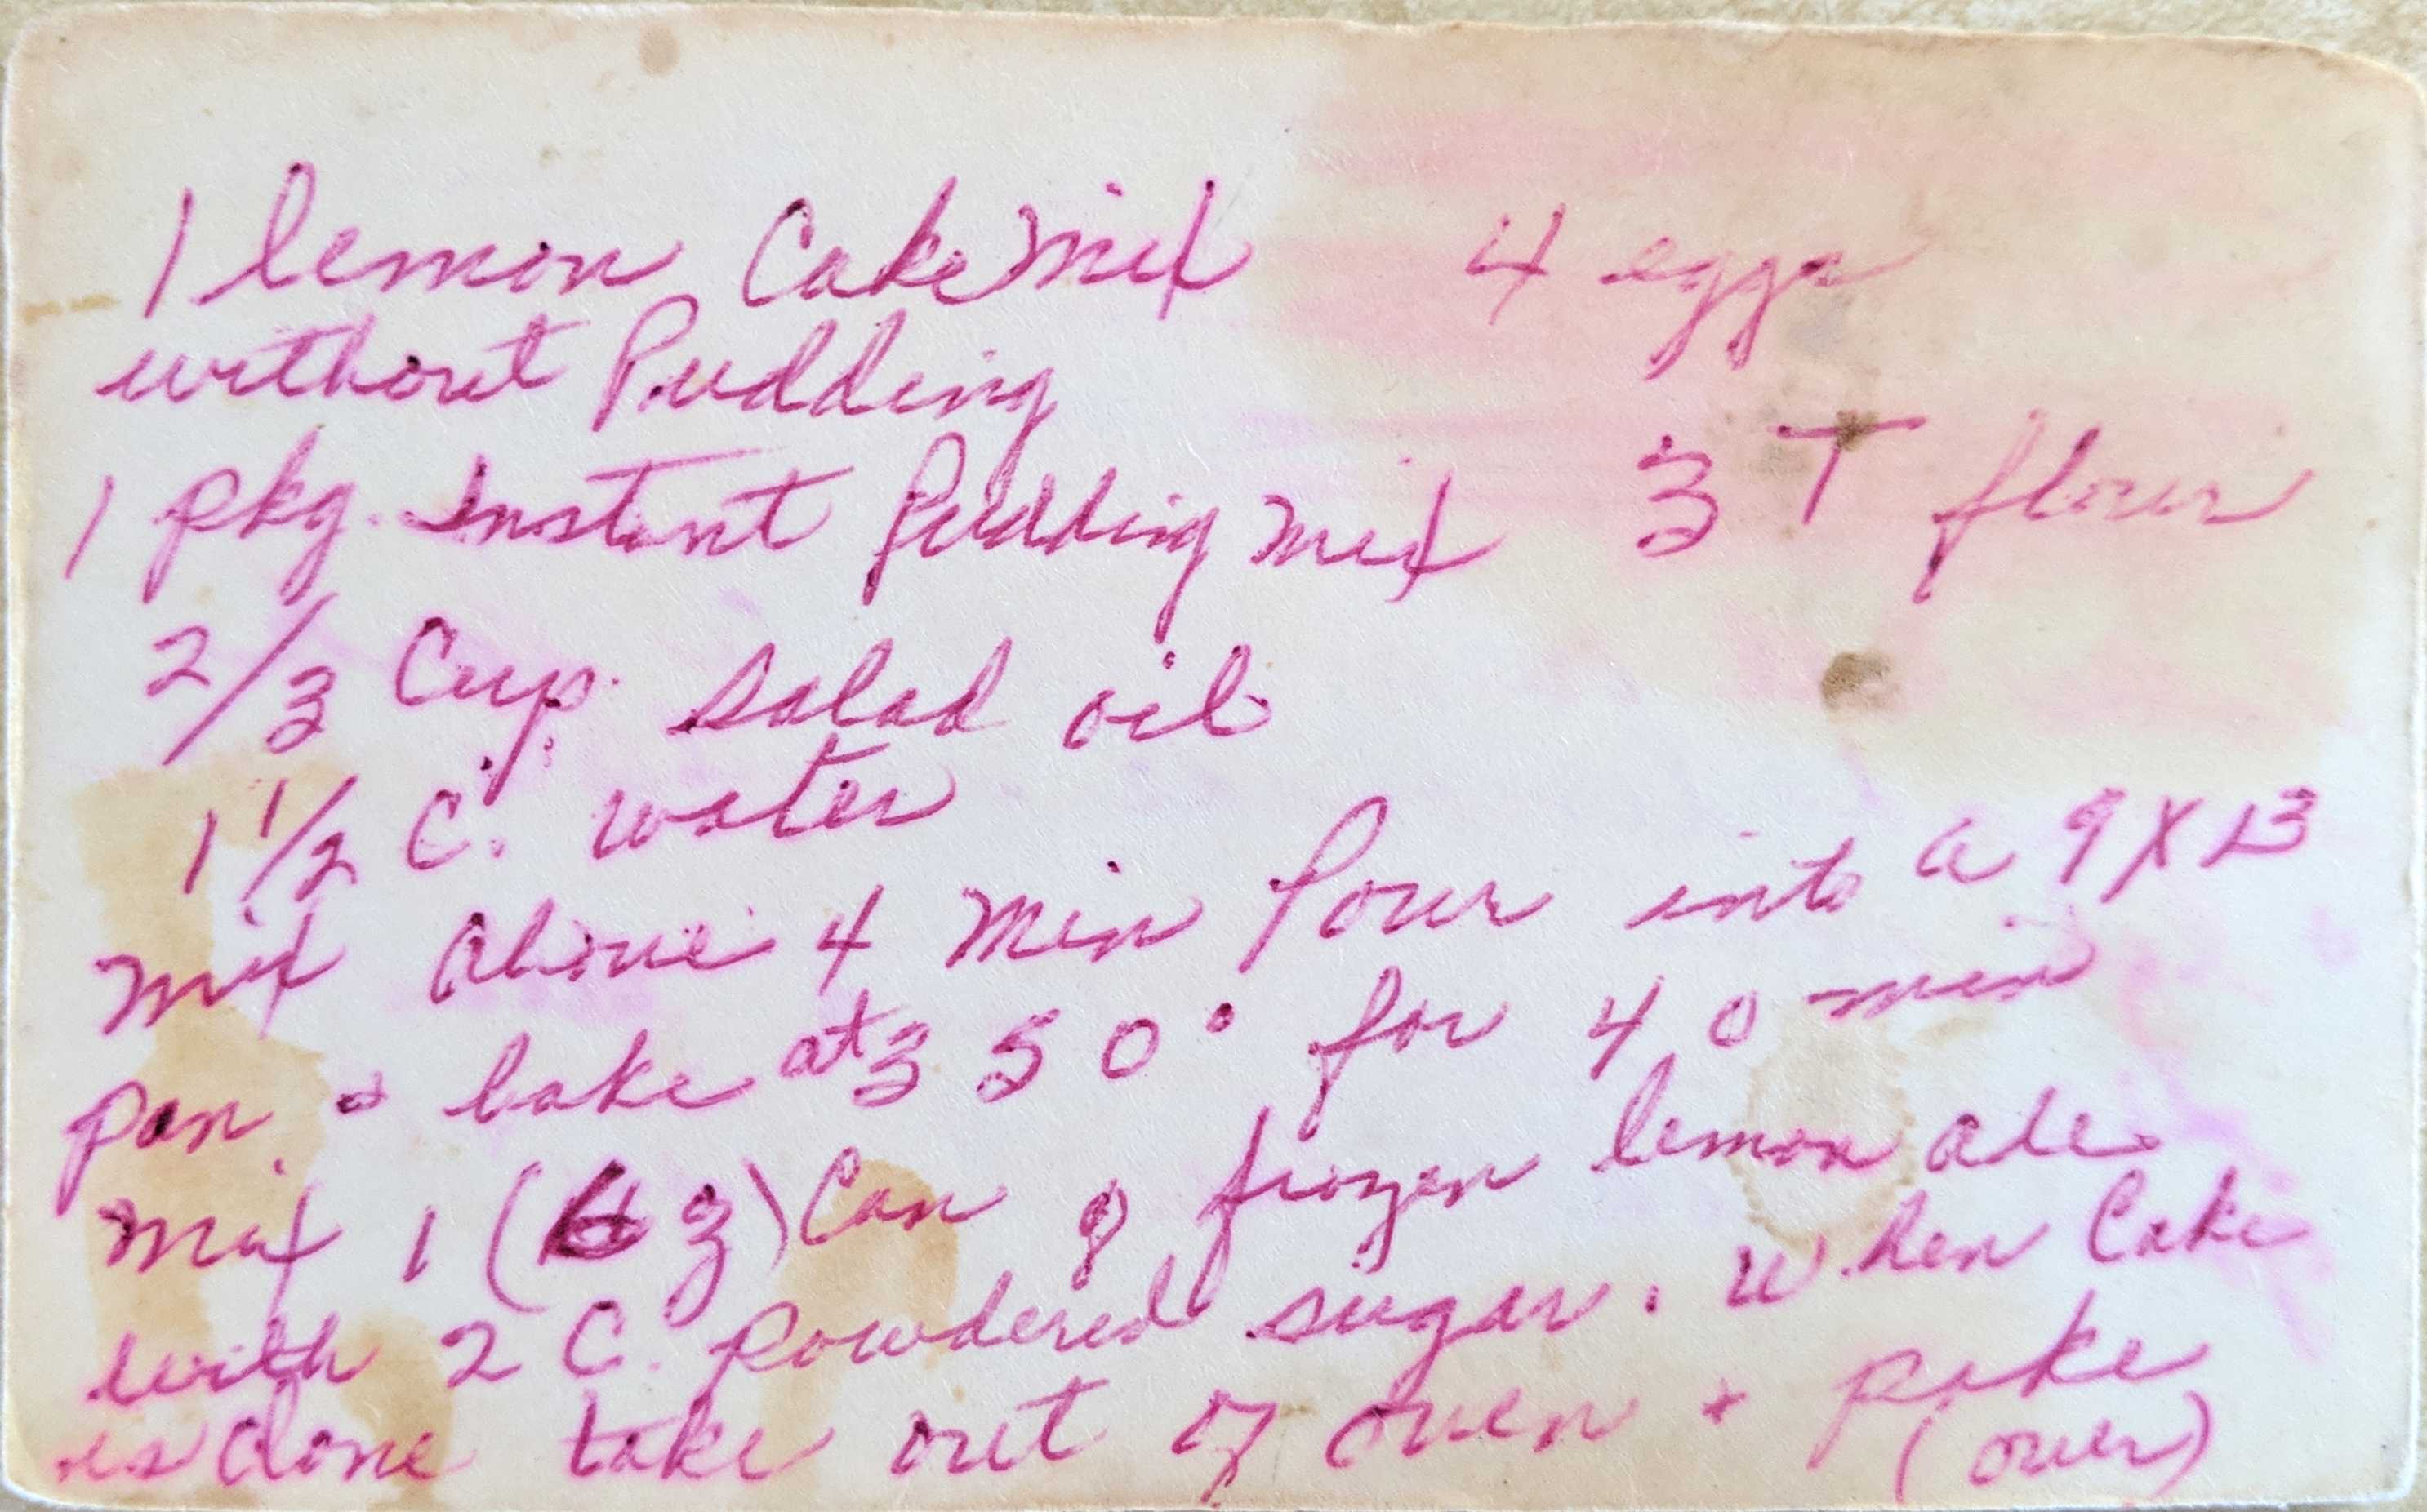 1 lemon Cake mix 4 eggs
without Pudding
1 pkg. Instant Pudding mix 3 T flour
2/3 Cup salad oil
1 1/2 C. water
mix above 4 min Pour into a 9 X 13
pan + bake at 350° for 40 min
Mix 1 (6 z) Can of frozen lemon ade
with 2 C. powdered sugar. When Cake
is done take out of oven + poke
(over)